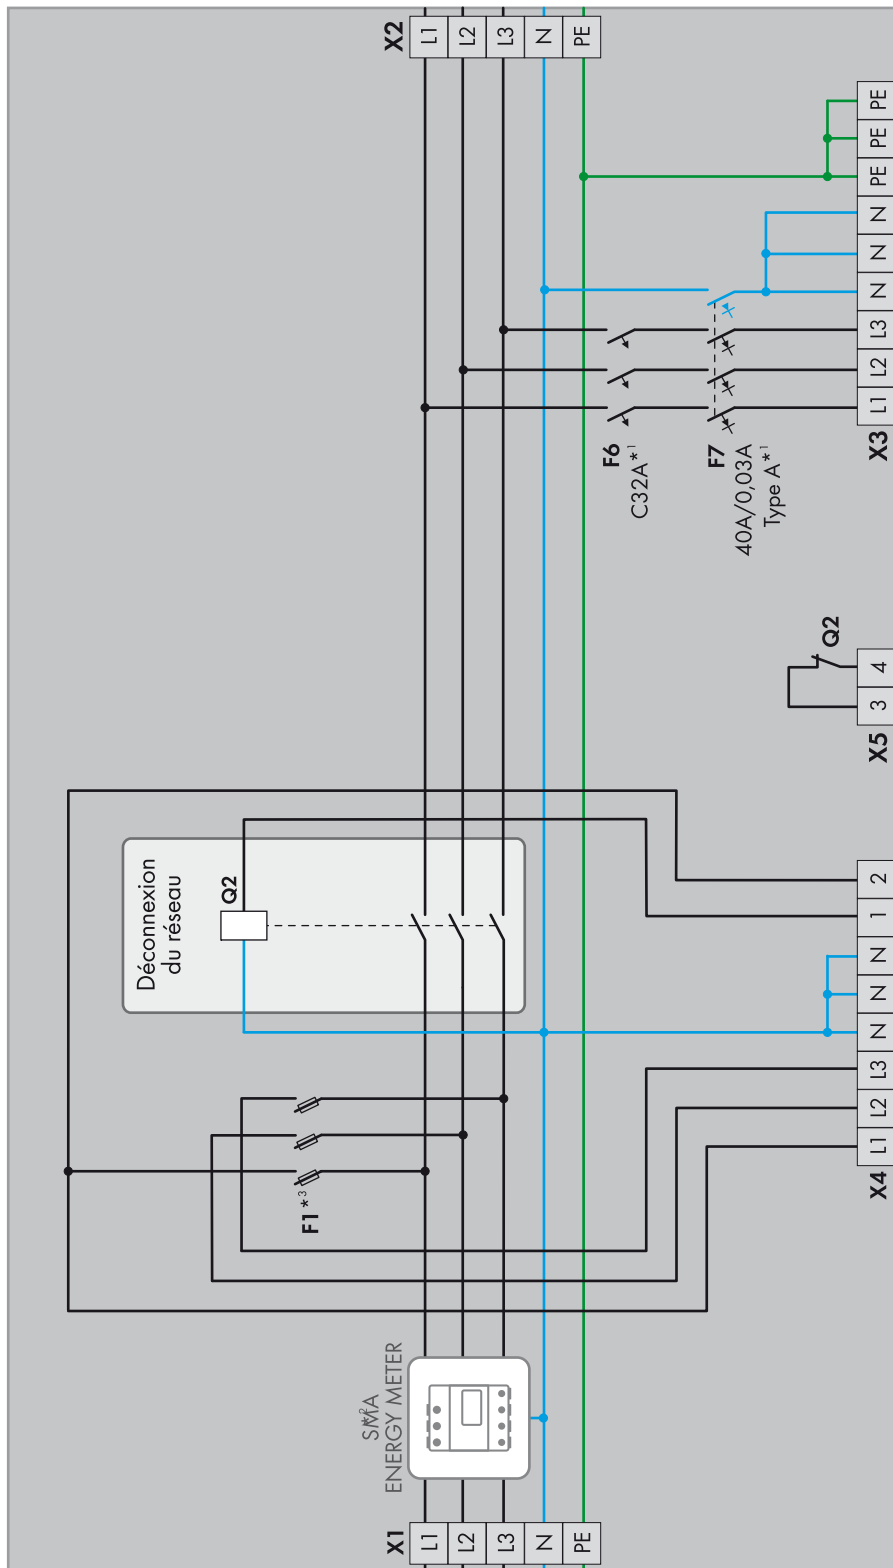 X2
L1
L2
L3
N
PE
PE
PE
PE
N
N
N
L3
L2
L1
X3
F6
C32A*1
F7
40A/0,03A
Type A*1
Q2
4
3
X5
Déconnexion
du réseau
Q2
2
1
N
N
N
L3
L2
L1
X4
F1*3
SMA*2
ENERGY METER
X1
L1
L2
L3
N
PE